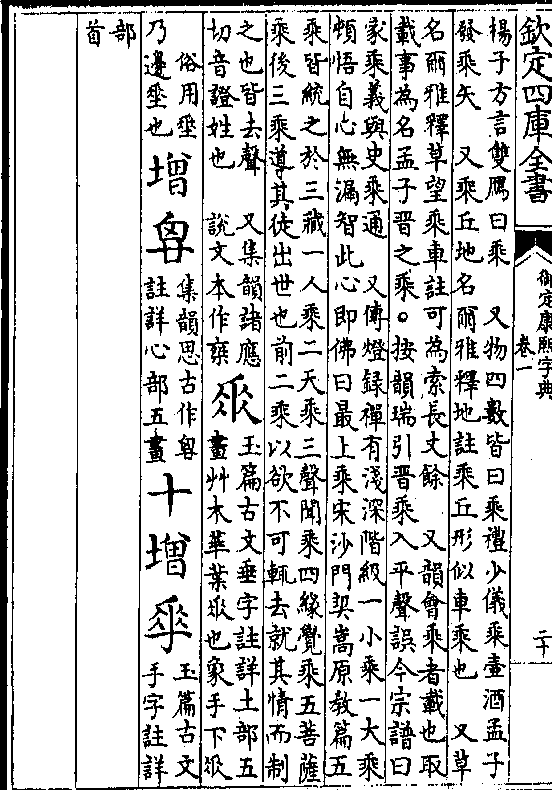 欽定四庫全書
御定康熙字典
卷一
二十
楊子方言雙鴈曰乘　又物四數皆曰乘禮少儀乘壺酒孟子
發乘矢　又乘丘地名爾雅釋地註乘丘形似車乘也　又草
名爾雅釋草望乘車註可為索長丈餘　又韻會乘者載也取
載事為名孟子晋之乘。按韻瑞引晋乘入平聲誤今宗譜曰
家乘義與史乘通　又傳燈録禪有淺深階級一小乘一大乘
頓悟自心無漏智此心即佛曰最上乘宋沙門契嵩原教篇五
乘皆統之於三藏一人乘二天乘三聲聞乘四緣覺乘五菩薩
乘後三乘導其徒出世也前二乘以欲不可輒去就其情而制
之也皆去聲　又集韻諸應
切音證姓也　說文本作椉
𠂹
玉篇古文垂字註詳土部五
畫艸木華葉𠂹也象手下𠂹
俗用垂
乃邊垂也
增
集韻思古作
註詳心部五畫
十增
𠂿
玉篇古文
手字註詳
部
首